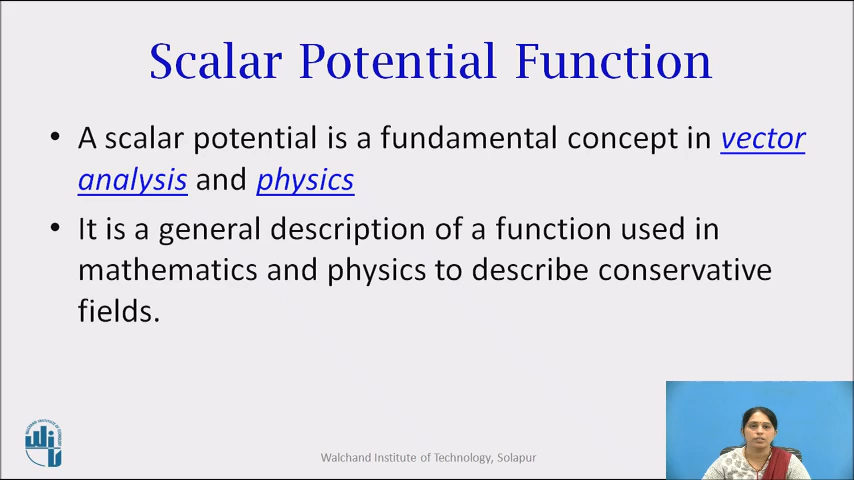 Scalar Potential Function
• A scalar potential is a fundamental concept in vector
analysis and physics
• It is a general description of a function used in
mathematics and physics to describe conservative
fields.
Walchand Institute of Technology, Solapur